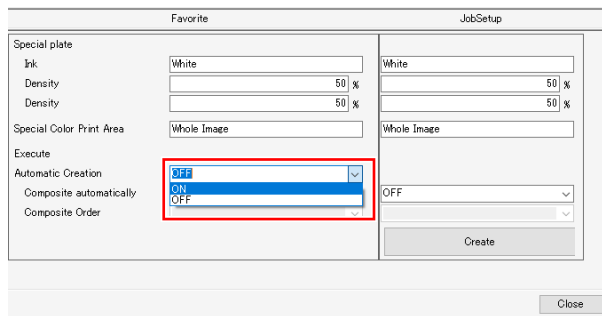 Favorite JobSetup
Special plate
Ink White White
Density 50 % 50 %
Density 50 % 50 %
Special Color Print Area Whole Image Whole Image
Execute
Automatic Creation OFF
ON
Composite automatically OFF OFF
Composite Order
Create
Close